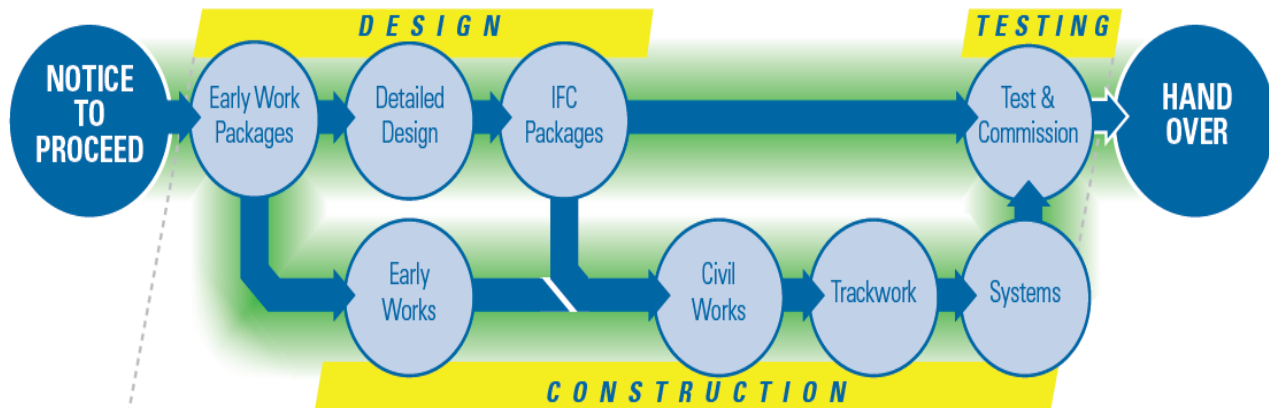 DESIGN
TESTING
NOTICE
TO
PROCEED
Early Work
Packages
Detailed
Design
IFC
Packages
Test &
Commission
HAND
OVER
Early
Works
Civil
Works
Trackwork
Systems
CONSTRUCTION